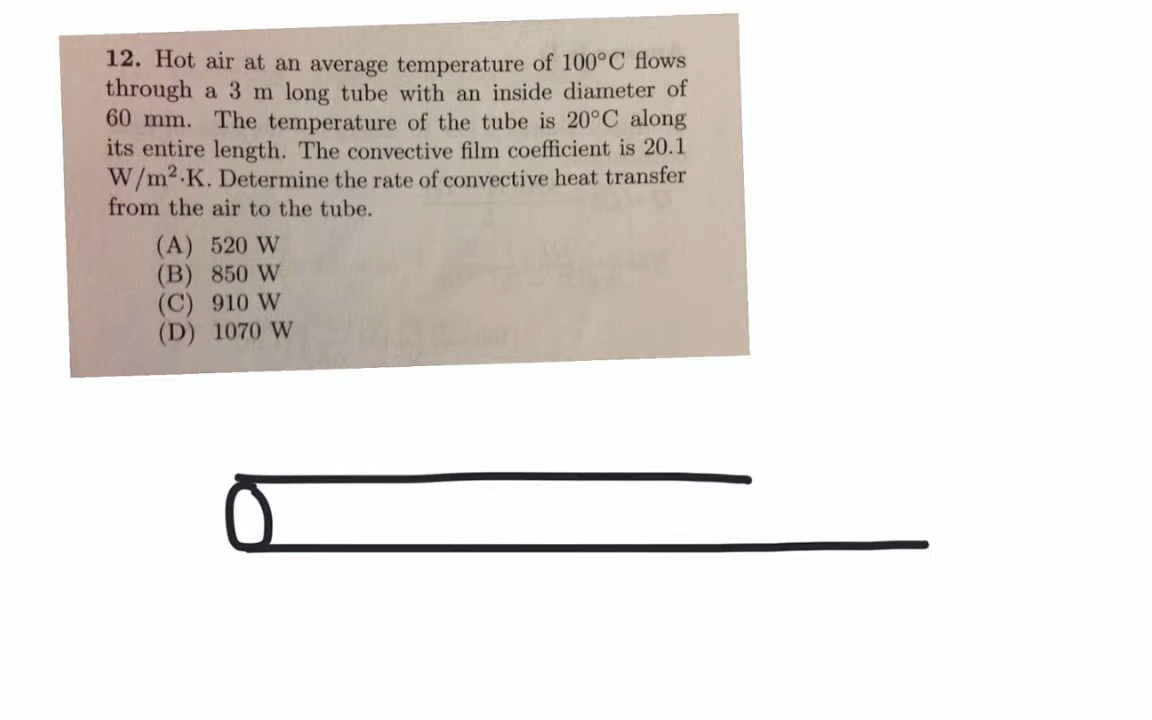 12. Hot air at an average temperature of 100°C flows
through a 3 m long tube with an inside diameter of
60 mm. The temperature of the tube is 20°C along
its entire length. The convective film coefficient is 20.1
W/m²·K. Determine the rate of convective heat transfer
from the air to the tube.
(A) 520 W
(B) 850 W
(C) 910 W
(D) 1070 W